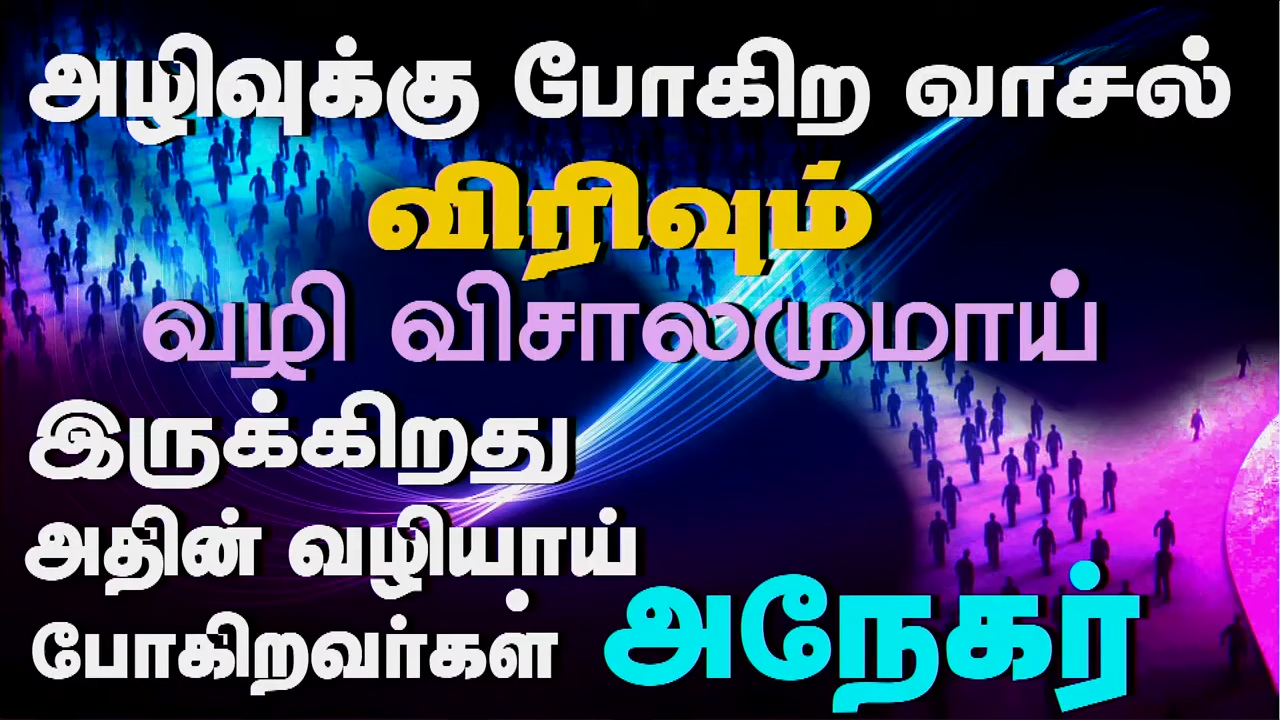 அழிவுக்கு போகிற வாசல்
விரிவும்
வழி விசாலமுமாய்
இருக்கிறது
அதின் வழியாய்
போகிறவர்கள் அநேகர்